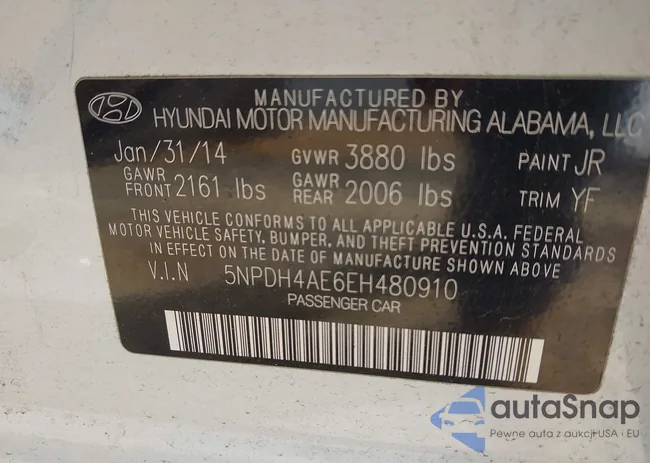 MANUFACTURED BY
HYUNDAI MOTOR MANUFACTURING ALABAMA, LLC
Jan/31/14 GVWR 3880 lbs PAINT JR
GAWR FRONT 2161 lbs GAWR REAR 2006 lbs TRIM YF
THIS VEHICLE CONFORMS TO ALL APPLICABLE U.S.A. FEDERAL
MOTOR VEHICLE SAFETY, BUMPER, AND THEFT PREVENTION STANDARDS
IN EFFECT ON THE DATE OF MANUFACTURE SHOWN ABOVE
V.I.N 5NPDH4AE6EH480910
PASSENGER CAR
autaSnap
Pewne auta z aukcji USA i EU